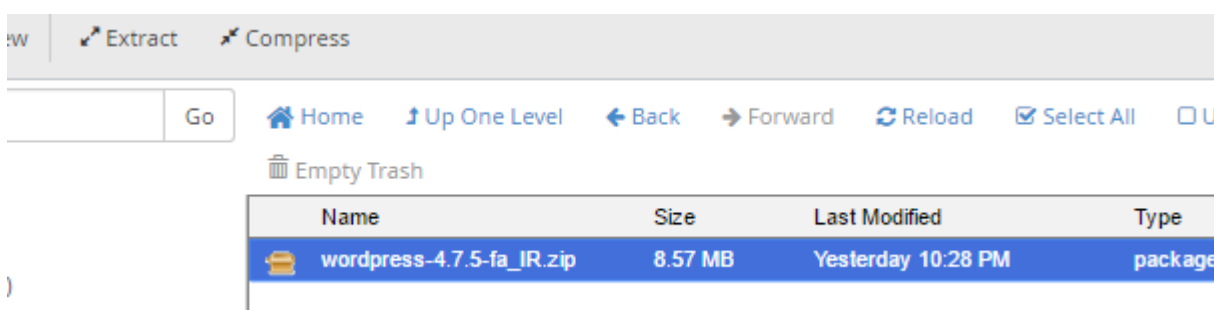 Extract Compress
Go Home Up One Level Back Forward Reload Select All
Empty Trash
Name Size Last Modified Type
wordpress-4.7.5-fa_IR.zip 8.57 MB Yesterday 10:28 PM package
)